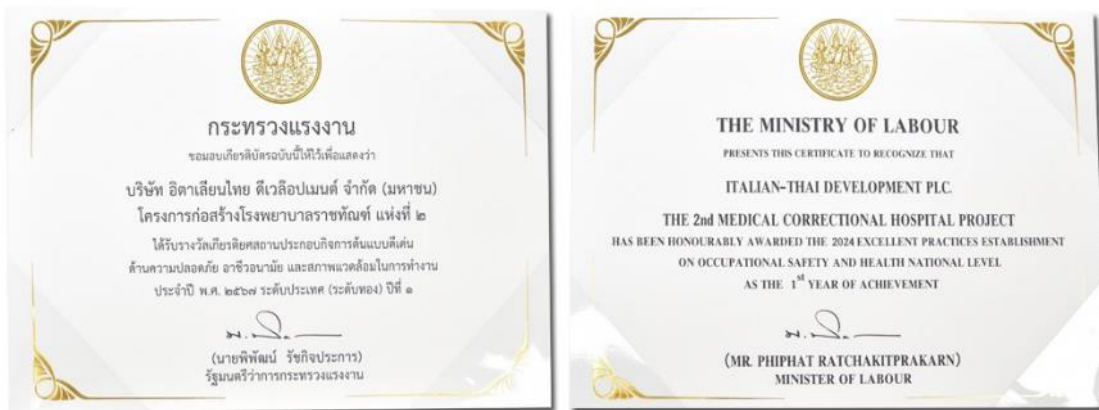 กระทรวงแรงงาน
ขอมอบเกียรติบัตรฉบับนี้ให้ไว้เพื่อแสดงว่า
บริษัท อิตาเลียนไทย ดีเวล๊อปเมนต์ จำกัด (มหาชน)
โครงการก่อสร้างโรงพยาบาลราชทัณฑ์ แห่งที่ ๒
ได้รับรางวัลเกียรติยศสถานประกอบกิจการต้นแบบดีเด่น
ด้านความปลอดภัย อาชีวอนามัย และสภาพแวดล้อมในการทำงาน
ประจำปี พ.ศ. ๒๕๖๗ ระดับประเทศ (ระดับทอง) ปีที่ ๑
(นายพิพัฒน์ รัชกิจประการ)
รัฐมนตรีว่าการกระทรวงแรงงาน
THE MINISTRY OF LABOUR
PRESENTS THIS CERTIFICATE TO RECOGNIZE THAT
ITALIAN-THAI DEVELOPMENT PLC.
THE 2nd MEDICAL CORRECTIONAL HOSPITAL PROJECT
HAS BEEN HONOURABLY AWARDED THE 2024 EXCELLENT PRACTICES ESTABLISHMENT
ON OCCUPATIONAL SAFETY AND HEALTH NATIONAL LEVEL
AS THE 1st YEAR OF ACHIEVEMENT
(MR. PHIPHAT RATCHAKITPRAKARN)
MINISTER OF LABOUR